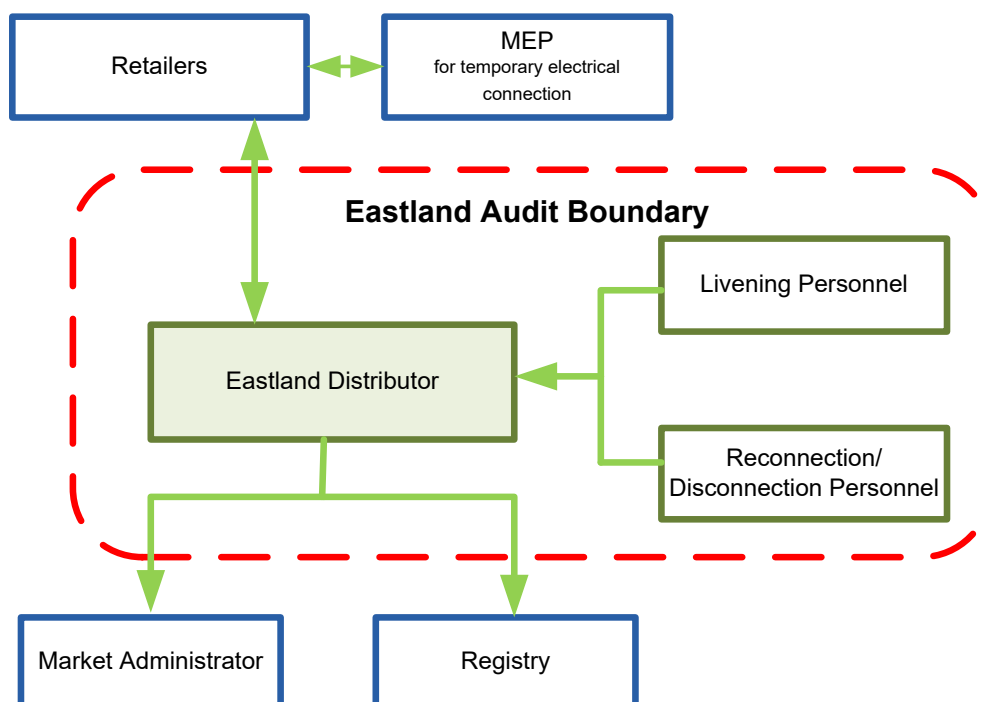 Retailers
MEP
for temporary electrical
connection
Eastland Audit Boundary
Livening Personnel
Eastland Distributor
Reconnection/
Disconnection Personnel
Market Administrator
Registry